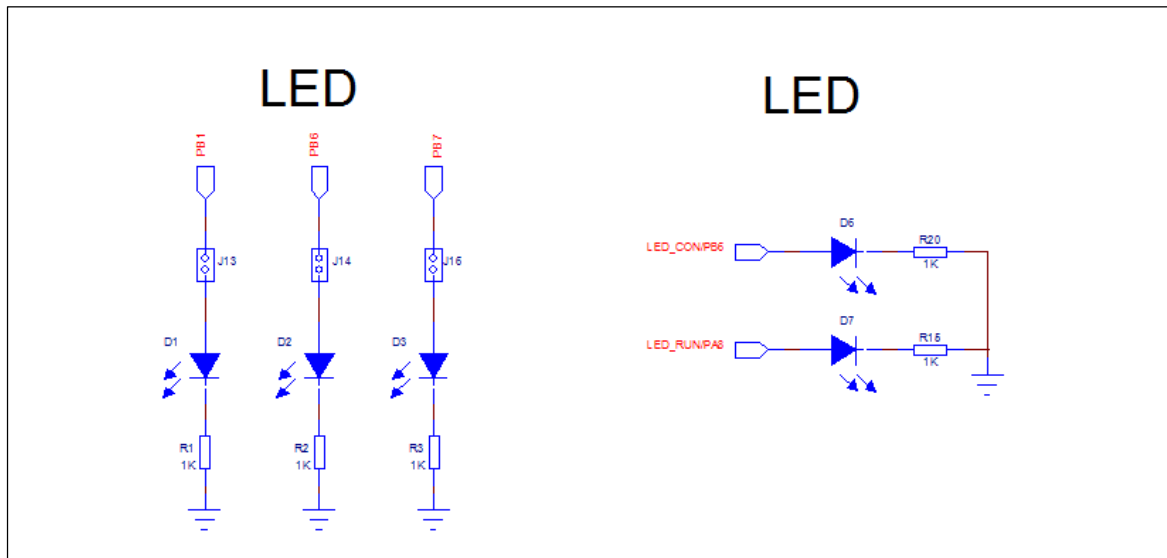 LED
PB1
PB6
PB7
J13
J14
J15
D1
D2
D3
R1
1K
R2
1K
R3
1K
LED
LED_CON/PB6
D6
R20
1K
LED_RUN/PA8
D7
R15
1K